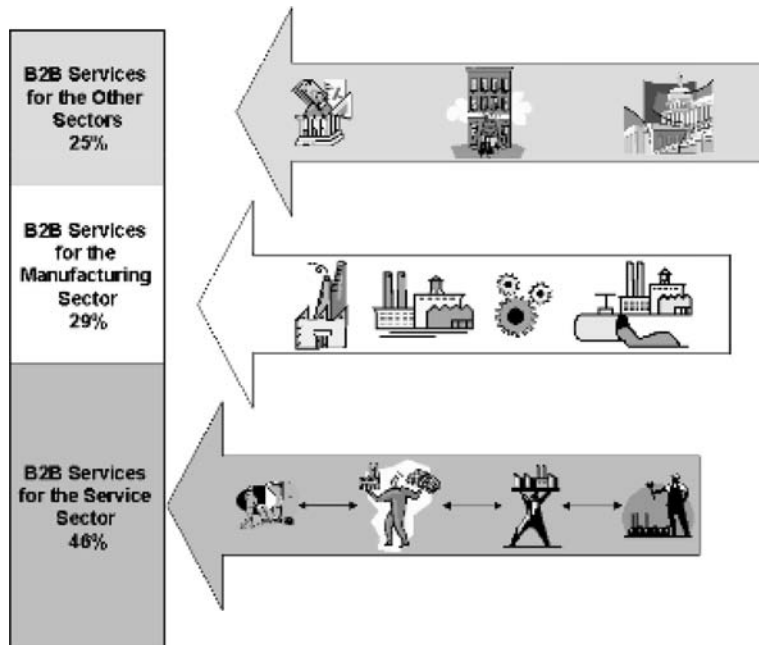 B2B Services
for the Other
Sectors
25%
B2B Services
for the
Manufacturing
Sector
29%
B2B Services
for the Service
Sector
46%